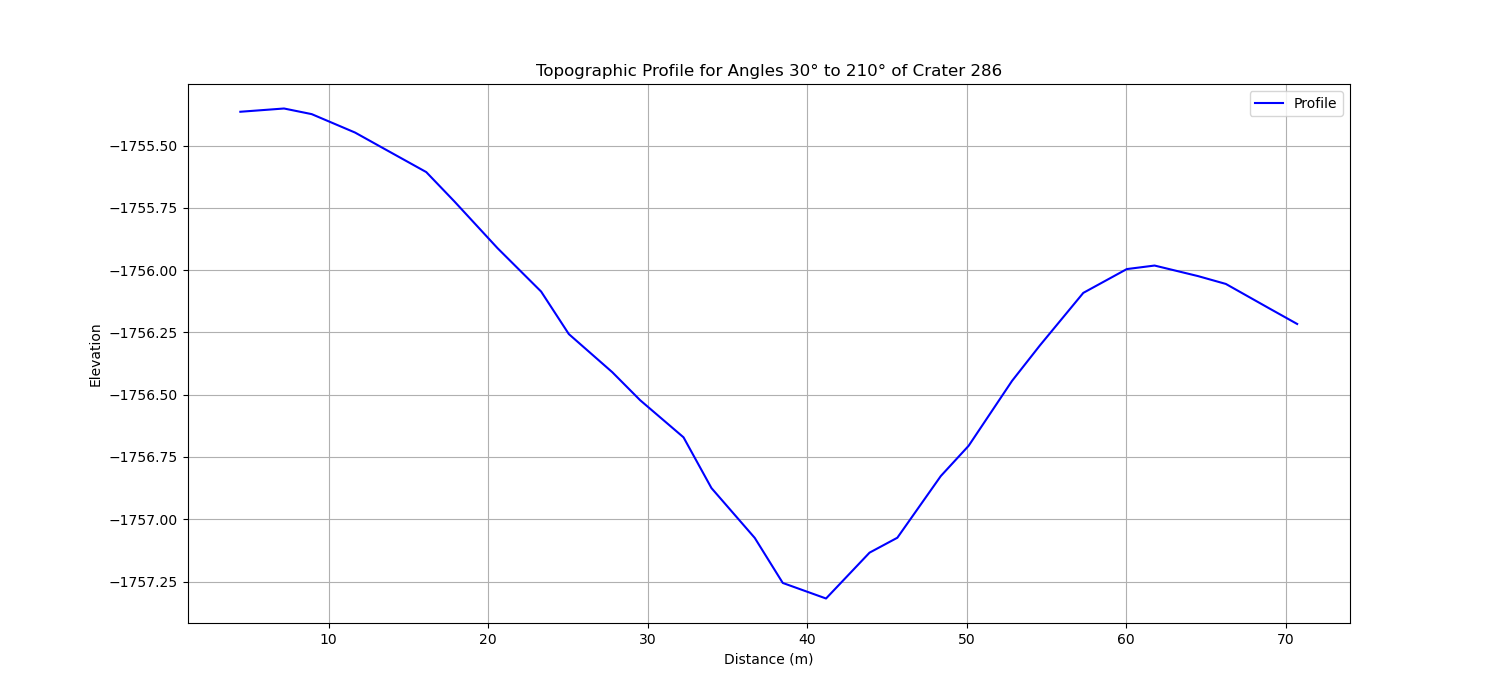 Topographic Profile for Angles 30° to 210° of Crater 286
Profile
−1755.50
−1755.75
−1756.00
−1756.25
−1756.50
−1756.75
−1757.00
−1757.25
Elevation
10 20 30 40 50 60 70
Distance (m)